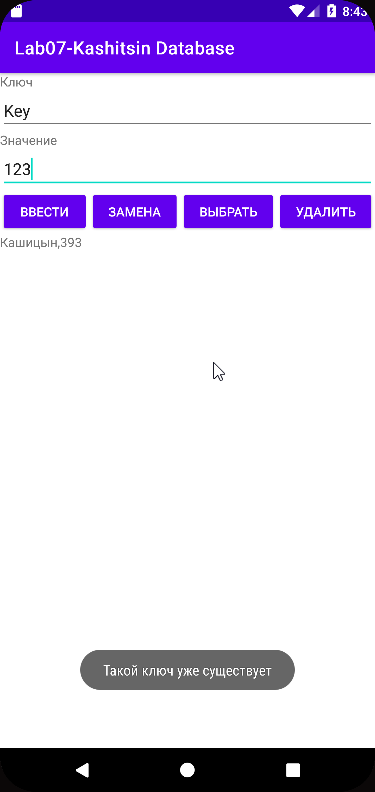 8:43
Lab07-Kashitsin Database
Ключ
Key
Значение
123
ВВЕСТИ ЗАМЕНА ВЫБРАТЬ УДАЛИТЬ
Кашицын,393
Такой ключ уже существует